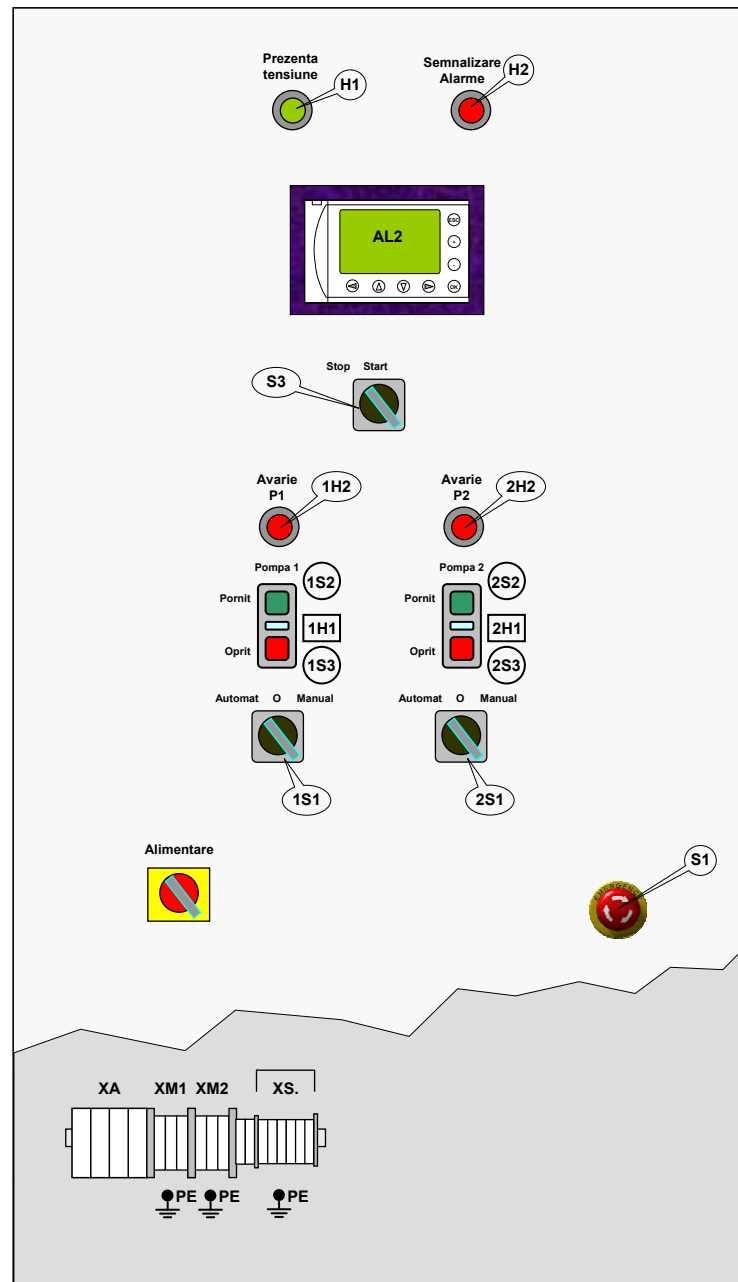 Prezenta
tensiune
H1
Semnalizare
Alarme
H2
AL2
ESC
+
-
OK
Stop Start
S3
Avarie
P1
1H2
Avarie
P2
2H2
Pompa 1
1S2
Pornit
1H1
Oprit
1S3
Pompa 2
2S2
Pornit
2H1
Oprit
2S3
Automat O Manual
1S1
Automat O Manual
2S1
Alimentare
S1
EMERGENCY
XA XM1 XM2 XS.
PE PE PE